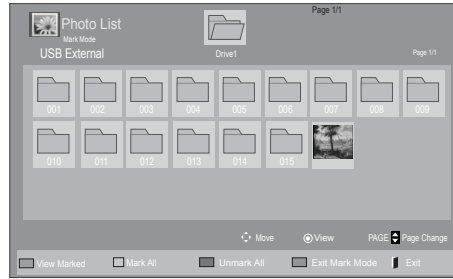 Page 1/1
Photo List
Mark Mode
USB External
Drive1
Page 1/1
001 002 003 004 005 006 007 008 009
010 011 012 013 014 015
Move View PAGE Page Change
View Marked Mark All Unmark All Exit Mark Mode Exit